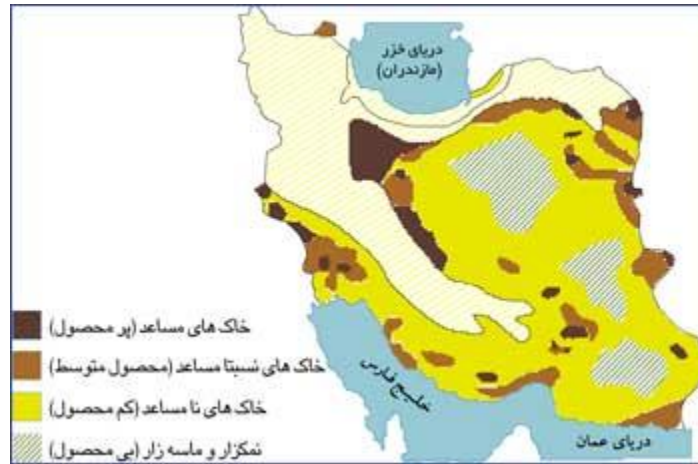 دریای خزر
(مازندران)
خلیج فارس
دریای عمان
خاک های مساعد (پر محصول)
خاک های نسبتا مساعد (محصول متوسط)
خاک های نا مساعد (کم محصول)
نمکزار و ماسه زار (بی محصول)